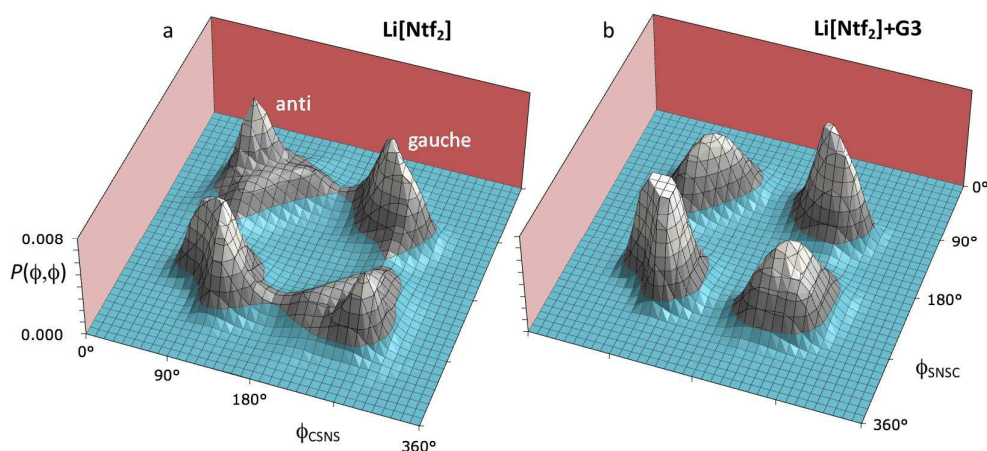 a
Li[Ntf₂]
b
Li[Ntf₂]+G3
anti
gauche
0.008
P(ϕ,ϕ)
0.000
0°
90°
180°
360°
ϕCSNS
0°
90°
180°
360°
ϕSNSC